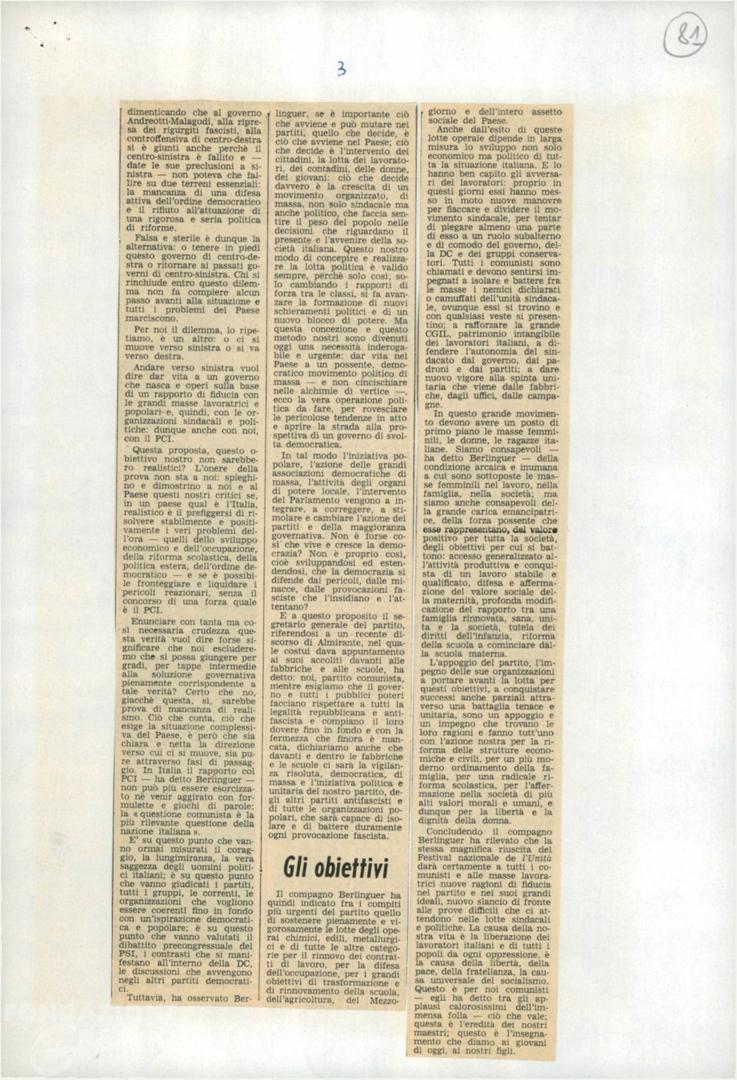 81
3
dimenticando che al governo
Andreotti-Malagodi, alla ripre-
sa dei rigurgiti fascisti, alla
controffensiva di centro-destra
si è giunti anche perchè il
centro-sinistra è fallito e —
date le sue preclusioni a si-
nistra — non poteva che fal-
lire su due terreni essenziali:
la mancanza di una difesa
attiva dell'ordine democratico
e il rifiuto all'attuazione di
una rigorosa e seria politica
di riforme.
Falsa e sterile è dunque la
alternativa: o tenere in piedi
questo governo di centro-de-
stra o ritornare ai passati go-
verni di centro-sinistra. Chi si
rinchiude entro questo dilem-
ma non fa compiere alcun
passo avanti alla situazione e
tutti i problemi del Paese
marciscono.
Per noi il dilemma, lo ripe-
tiamo, è un altro: o ci si
muove verso sinistra o si va
verso destra.
Andare verso sinistra vuol
dire dar vita a un governo
che nasca e operi sulla base
di un rapporto di fiducia con
le grandi masse lavoratrici e
popolari e, quindi, con le or-
ganizzazioni sindacali e poli-
tiche: dunque anche con noi,
con il PCI.
Questa proposta, questo o-
biettivo nostro non sarebbe-
ro realistici? L'onere della
prova non sta a noi: spieghi-
no e dimostrino a noi e al
Paese questi nostri critici se,
in un paese qual è l'Italia,
realistico è il prefiggersi di ri-
solvere stabilmente e positi-
vamente i veri problemi del-
l'ora — quelli dello sviluppo
economico e dell'occupazione,
della riforma scolastica, della
politica estera, dell'ordine de-
mocratico — e se è possibi-
le fronteggiare e liquidare i
pericoli reazionari, senza il
concorso di una forza quale
è il PCI.
Enunciare con tanta ma co-
sì necessaria crudezza que-
sta verità vuol dire forse si-
gnificare che noi escludere-
mo che si possa giungere per
gradi, per tappe intermedie
alla soluzione governativa
pienamente corrispondente a
tale verità? Certo che no,
giacchè questa, sì, sarebbe
prova di mancanza di reali-
smo. Ciò che conta, ciò che
esige la situazione complessi-
va del Paese, è però che sia
chiara e netta la direzione
verso cui ci si muove, sia pu-
re attraverso fasi di passag-
gio. In Italia il rapporto col
PCI — ha detto Berlinguer —
non può più essere esorcizza-
to nè venir aggirato con for-
mulette e giochi di parole:
la « questione comunista è la
più rilevante questione della
nazione italiana ».
E' su questo punto che van-
no ormai misurati il corag-
gio, la lungimiranza, la vera
saggezza degli uomini politi-
ci italiani; è su questo punto
che vanno giudicati i partiti,
tutti i gruppi, le correnti, le
organizzazioni che vogliono
essere coerenti fino in fondo
con un'ispirazione democrati-
ca e popolare; è su questo
punto che vanno valutati il
dibattito precongressuale del
PSI, i contrasti che si mani-
festano all'interno della DC,
le discussioni che avvengono
negli altri partiti democrati-
ci.
Tuttavia, ha osservato Ber-
linguer, se è importante ciò
che avviene e può mutare nei
partiti, quello che decide, è
ciò che avviene nel Paese; ciò
che decide è l'intervento dei
cittadini, la lotta dei lavorato-
ri, dei contadini, delle donne,
dei giovani: ciò che decide
davvero è la crescita di un
movimento organizzato, di
massa, non solo sindacale ma
anche politico, che faccia sen-
tire il peso del popolo nelle
decisioni che riguardano il
presente e l'avvenire della so-
cietà italiana. Questo nostro
modo di concepire e realizza-
re la lotta politica è valido
sempre, perchè solo così, so-
lo cambiando i rapporti di
forza tra le classi, si fa avan-
zare la formazione di nuovi
schieramenti politici e di un
nuovo blocco di potere. Ma
questa concezione e questo
metodo nostri sono divenuti
oggi una necessità inderoga-
bile e urgente: dar vita nel
Paese a un possente, demo-
cratico movimento politico di
massa — e non cincischiare
nelle alchimie di vertice —,
ecco la vera operazione poli-
tica da fare, per rovesciare
le pericolose tendenze in atto
e aprire la strada alla pro-
spettiva di un governo di svol-
ta democratica.
In tal modo l'iniziativa po-
polare, l'azione delle grandi
associazioni democratiche di
massa, l'attività degli organi
di potere locale, l'intervento
del Parlamento vengono a in-
tegrare, a correggere, a sti-
molare e cambiare l'azione dei
partiti e della maggioranza
governativa. Non è forse co-
sì che vive e cresce la demo-
crazia? Non è proprio così,
cioè sviluppandosi ed esten-
dendosi, che la democrazia si
difende dai pericoli, dalle mi-
nacce, dalle provocazioni fa-
sciste che l'insidiano e l'at-
tentano?
E a questo proposito il se-
gretario generale del partito,
riferendosi a un recente di-
scorso di Almirante, nel qua-
le costui dava appuntamento
ai suoi accoliti davanti alle
fabbriche e alle scuole, ha
detto: noi, partito comunista,
mentre esigiamo che il gover-
no e tutti i pubblici poteri
facciano rispettare a tutti la
legalità repubblicana e anti-
fascista e compiano il loro
dovere fino in fondo e con la
fermezza che finora è man-
cata, dichiariamo anche che
davanti e dentro le fabbriche
e le scuole ci sarà la vigilan-
za risoluta, democratica, di
massa e l'iniziativa politica e
unitaria del nostro partito, de-
gli altri partiti antifascisti e
di tutte le organizzazioni po-
polari, che sarà capace di iso-
lare e di battere duramente
ogni provocazione fascista.
Gli obiettivi
Il compagno Berlinguer ha
quindi indicato fra i compiti
più urgenti del partito quello
di sostenere pienamente e vi-
gorosamente le lotte degli ope-
rai chimici, edili, metallurgi-
ci e di tutte le altre catego-
rie per il rinnovo dei contrat-
ti di lavoro, per la difesa
dell'occupazione, per i grandi
obiettivi di trasformazione e
di rinnovamento della scuola,
dell'agricoltura, del Mezzo-
giorno e dell'intero assetto
sociale del Paese.
Anche dall'esito di queste
lotte operaie dipende in larga
misura lo sviluppo non solo
economico ma politico di tut-
ta la situazione italiana. E lo
hanno ben capito gli avversa-
ri dei lavoratori: proprio in
questi giorni essi hanno mes-
so in moto nuove manovre
per fiaccare e dividere il mo-
vimento sindacale, per tentar
di piegare almeno una parte
di esso a un ruolo subalterno
e di comodo del governo, del-
la DC e dei gruppi conserva-
tori. Tutti i comunisti sono
chiamati e devono sentirsi im-
pegnati a isolare e battere fra
le masse i nemici dichiarati
o camuffati dell'unità sindaca-
le, ovunque essi si trovino e
con qualsiasi veste si presen-
tino; a rafforzare la grande
CGIL, patrimonio intangibile
dei lavoratori italiani, a di-
fendere l'autonomia del sin-
dacato dal governo, dai pa-
droni e dai partiti; a dare
nuovo vigore alla spinta uni-
taria che viene dalle fabbri-
che, dagli uffici, dalle campa-
gne.
In questo grande movimen-
to devono avere un posto di
primo piano le masse femmi-
nili, le donne, le ragazze ita-
liane. Siamo consapevoli —
ha detto Berlinguer — della
condizione arcaica e inumana
a cui sono sottoposte le mas-
se femminili nel lavoro, nella
famiglia, nella società; ma
siamo anche consapevoli del-
la grande carica emancipatri-
ce, della forza possente che
esse rappresentano, del valore
positivo per tutta la società,
degli obiettivi per cui si bat-
tono: accesso generalizzato al-
l'attività produttiva e conqui-
sta di un lavoro stabile e
qualificato, difesa e afferma-
zione del valore sociale del-
la maternità, profonda modifi-
cazione del rapporto tra una
famiglia rinnovata, sana, uni-
ta e la società, tutela dei
diritti dell'infanzia, riforma
della scuola a cominciare dal-
la scuola materna.
L'appoggio del partito, l'im-
pegno delle sue organizzazioni
a portare avanti la lotta per
questi obiettivi, a conquistare
successi anche parziali attra-
verso una battaglia tenace e
unitaria, sono un appoggio e
un impegno che trovano le
loro ragioni e fanno tutt'uno
con l'azione nostra per la ri-
forma delle strutture econo-
miche e civili, per un più mo-
derno ordinamento della fa-
miglia, per una radicale ri-
forma scolastica, per l'affer-
mazione nella società di più
alti valori morali e umani, e
dunque per la libertà e la
dignità della donna.
Concludendo il compagno
Berlinguer ha rilevato che la
stessa magnifica riuscita del
Festival nazionale de l'Unità
darà certamente a tutti i co-
munisti e alle masse lavora-
trici nuove ragioni di fiducia
nel partito e nei suoi grandi
ideali, nuovo slancio di fronte
alle prove difficili che ci at-
tendono nelle lotte sindacali
e politiche. La causa della no-
stra vita è la liberazione dei
lavoratori italiani e di tutti i
popoli da ogni oppressione, è
la causa della libertà, della
pace, della fratellanza, la cau-
sa universale del socialismo.
Questo è per noi comunisti
— egli ha detto tra gli ap-
plausi calorosissimi dell'im-
mensa folla — ciò che vale;
questa è l'eredità dei nostri
maestri; questo è l'insegna-
mento che diamo ai giovani
di oggi, ai nostri figli.